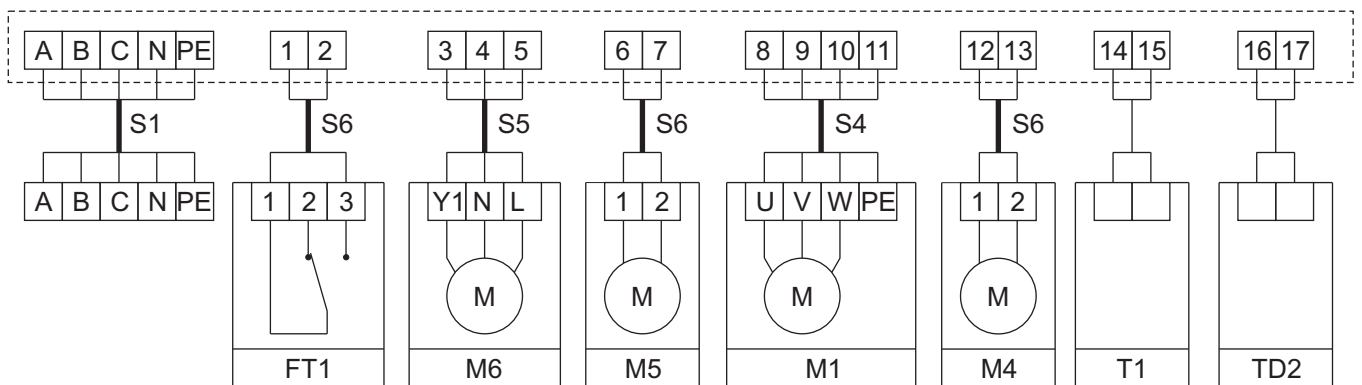 A B C N PE 1 2 3 4 5 6 7 8 9 10 11 12 13 14 15 16 17
S1 S6 S5 S6 S4 S6
A B C N PE 1 2 3 Y1 N L 1 2 U V W PE 1 2
M M M M
FT1 M6 M5 M1 M4 T1 TD2